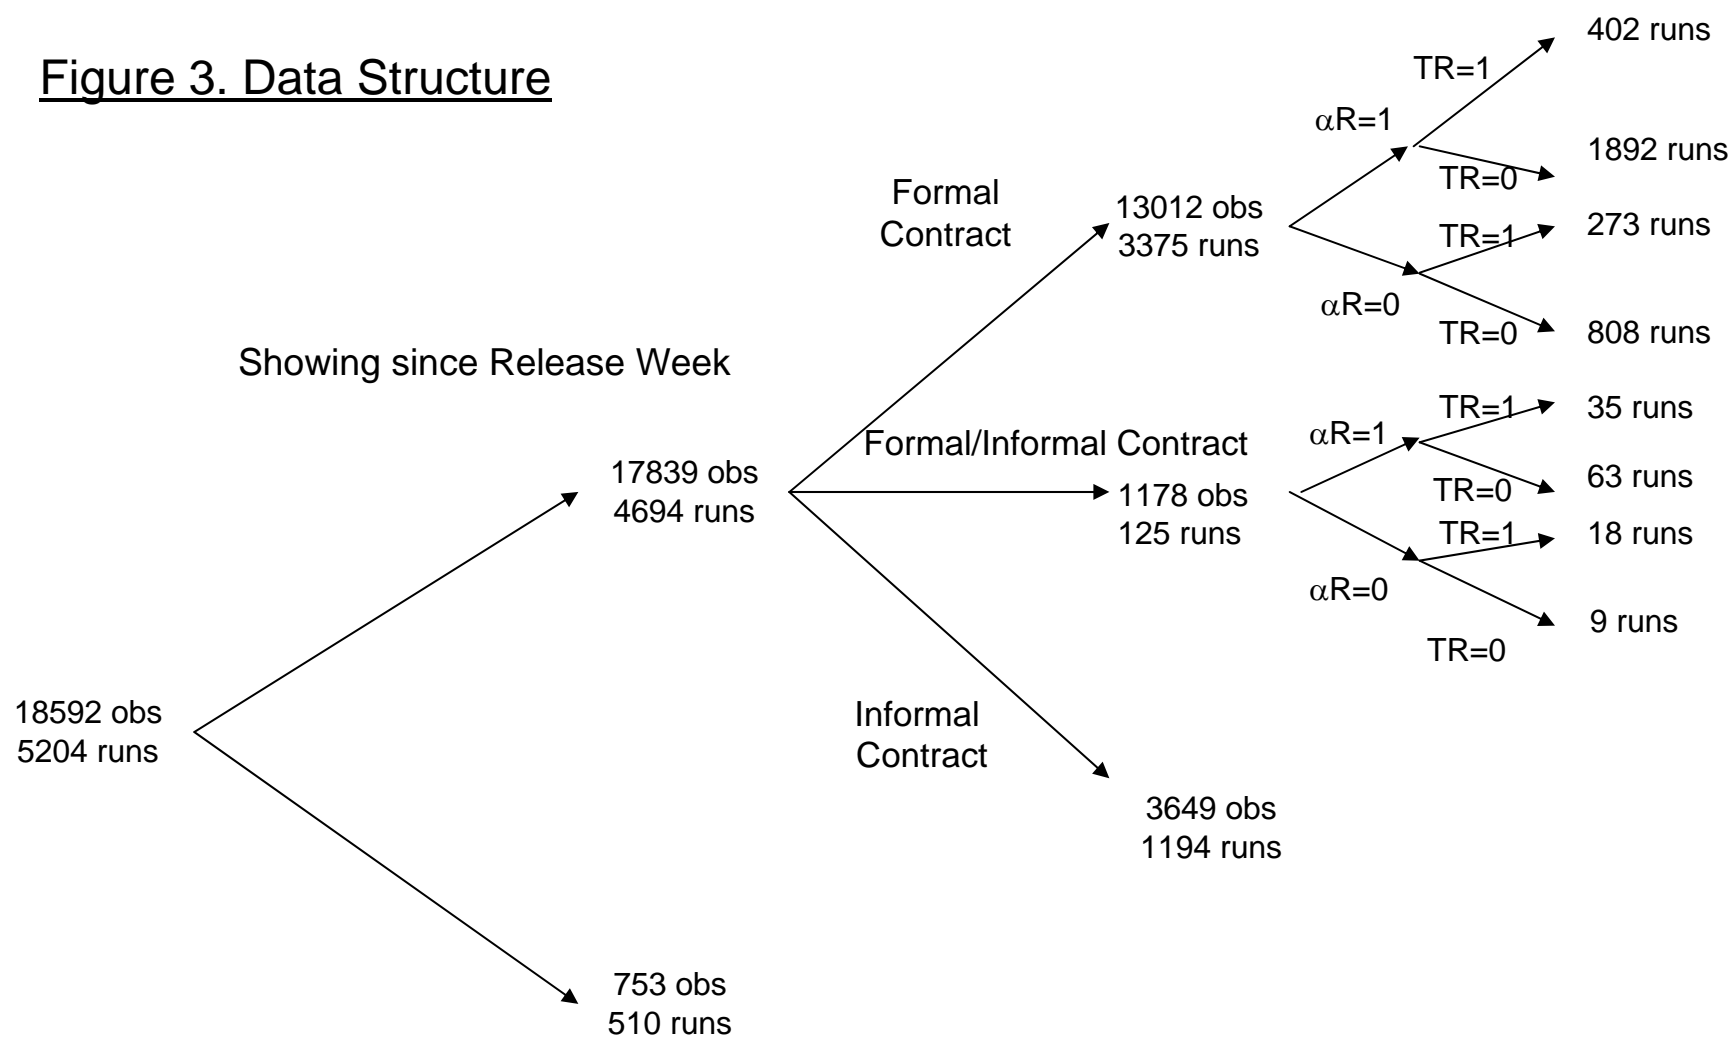 Figure 3. Data Structure
Showing since Release Week
18592 obs
5204 runs
17839 obs
4694 runs
753 obs
510 runs
Formal
Contract
13012 obs
3375 runs
Formal/Informal Contract
1178 obs
125 runs
Informal
Contract
3649 obs
1194 runs
αR=1
TR=1
402 runs
TR=0
1892 runs
αR=0
TR=1
273 runs
TR=0
808 runs
αR=1
TR=1
35 runs
TR=0
63 runs
αR=0
TR=1
18 runs
TR=0
9 runs